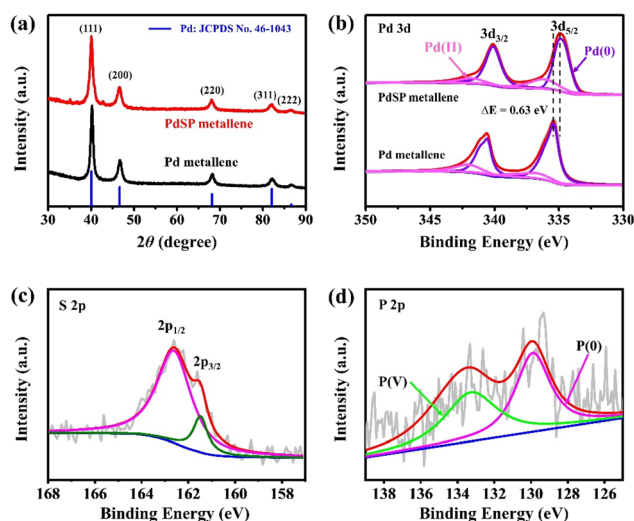 (a)
Pd: JCPDS No. 46-1043
(111)
(200)
(220)
(311)
(222)
PdSP metallene
Pd metallene
Intensity (a.u.)
30 40 50 60 70 80 90
2θ (degree)
(b)
Pd 3d
3d3/2
3d5/2
Pd(II)
Pd(0)
PdSP metallene
ΔE = 0.63 eV
Pd metallene
Intensity (a.u.)
350 345 340 335 330
Binding Energy (eV)
(c)
S 2p
2p1/2
2p3/2
Intensity (a.u.)
168 166 164 162 160 158
Binding Energy (eV)
(d)
P 2p
P(V)
P(0)
Intensity (a.u.)
138 136 134 132 130 128 126
Binding Energy (eV)